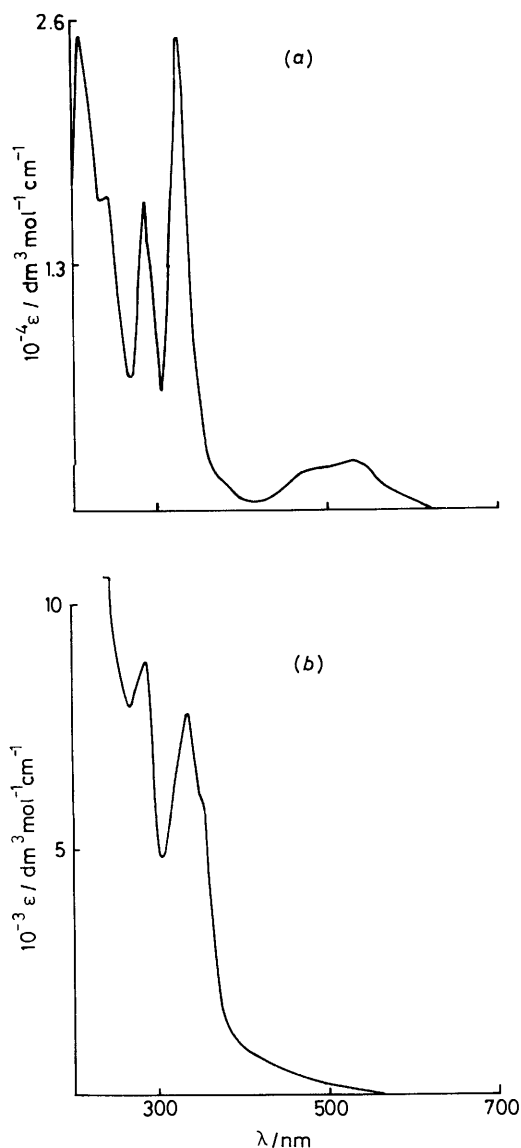 2.6
(a)
1.3
10⁻⁴ε / dm³ mol⁻¹ cm⁻¹
10
(b)
5
10⁻³ ε / dm³ mol⁻¹ cm⁻¹
300 500 700
λ/nm